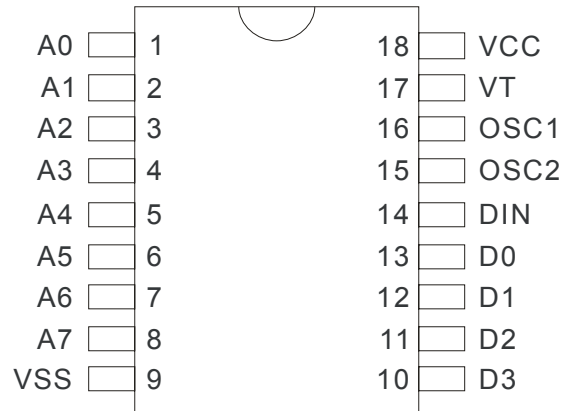 A0 1 18 VCC
A1 2 17 VT
A2 3 16 OSC1
A3 4 15 OSC2
A4 5 14 DIN
A5 6 13 D0
A6 7 12 D1
A7 8 11 D2
VSS 9 10 D3